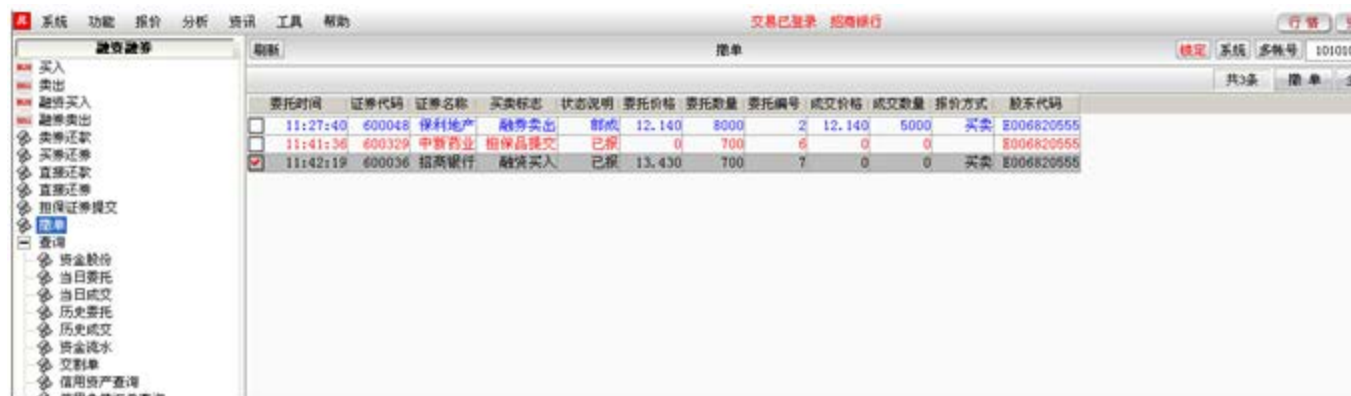 系统 功能 报价 分析 资讯 工具 帮助 交易已登录 招商银行 行情
融资融券 刷新 撤单 锁定 系统 多帐号
买入
卖出
融资买入
融券卖出
卖券还款
买券还券
直接还款
直接还券
担保证券提交
撤单
查询
资金股份
当日委托
当日成交
历史委托
历史成交
资金流水
交割单
信用资产查询
共3条 撤单
委托时间 证券代码 证券名称 买卖标志 状态说明 委托价格 委托数量 委托编号 成交价格 成交数量 报价方式 股东代码
11:27:40 600048 保利地产 融券卖出 部成 12.140 8000 2 12.140 5000 买卖 E006820555
11:41:36 600329 中新药业 担保品提交 已报 0 700 6 0 0 E006820555
11:42:19 600036 招商银行 融资买入 已报 13.430 700 7 0 0 买卖 E006820555